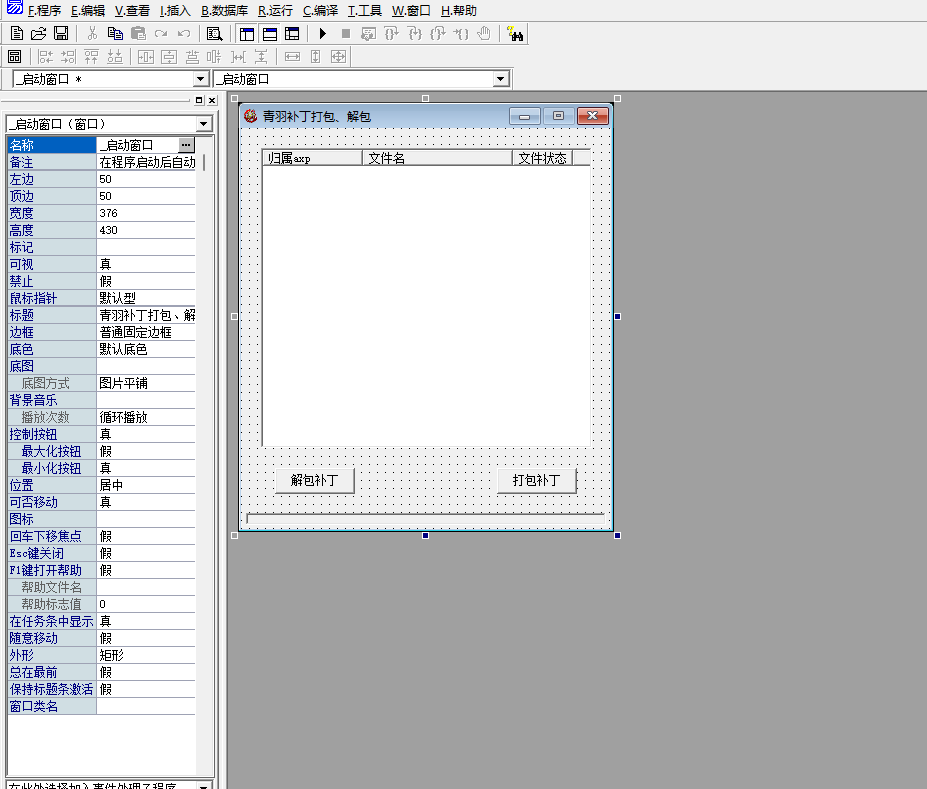 F.程序 E.编辑 V.查看 I.插入 B.数据库 R.运行 C.编译 T.工具 W.窗口 H.帮助
_启动窗口 * _启动窗口
_启动窗口（窗口）
名称 _启动窗口 ...
备注 在程序启动后自动
左边 50
顶边 50
宽度 376
高度 430
标记
可视 真
禁止 假
鼠标指针 默认型
标题 青羽补丁打包、解
边框 普通固定边框
底色 默认底色
底图
底图方式 图片平铺
背景音乐
播放次数 循环播放
控制按钮 真
最大化按钮 假
最小化按钮 真
位置 居中
可否移动 真
图标
回车下移焦点 假
Esc键关闭 假
F1键打开帮助 假
帮助文件名
帮助标志值 0
在任务条中显示 真
随意移动 假
外形 矩形
总在最前 假
保持标题条激活 假
窗口类名
在此处选择加入事件处理子程序
青羽补丁打包、解包
归属axp 文件名 文件状态
解包补丁 打包补丁